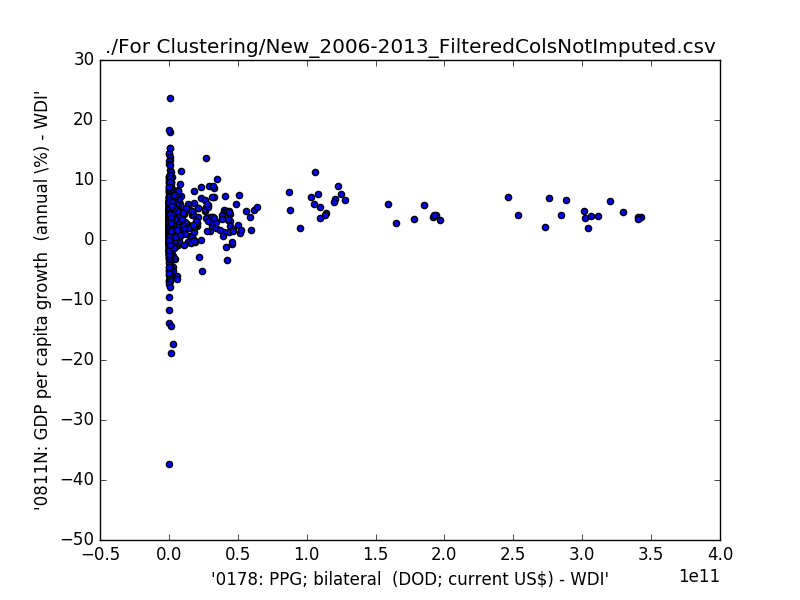 ./For Clustering/New_2006-2013_FilteredColsNotImputed.csv
30
20
10
0
−10
−20
−30
−40
−50
'0811N: GDP per capita growth  (annual \%) - WDI'
−0.5 0.0 0.5 1.0 1.5 2.0 2.5 3.0 3.5 4.0
1e11
'0178: PPG; bilateral  (DOD; current US$) - WDI'